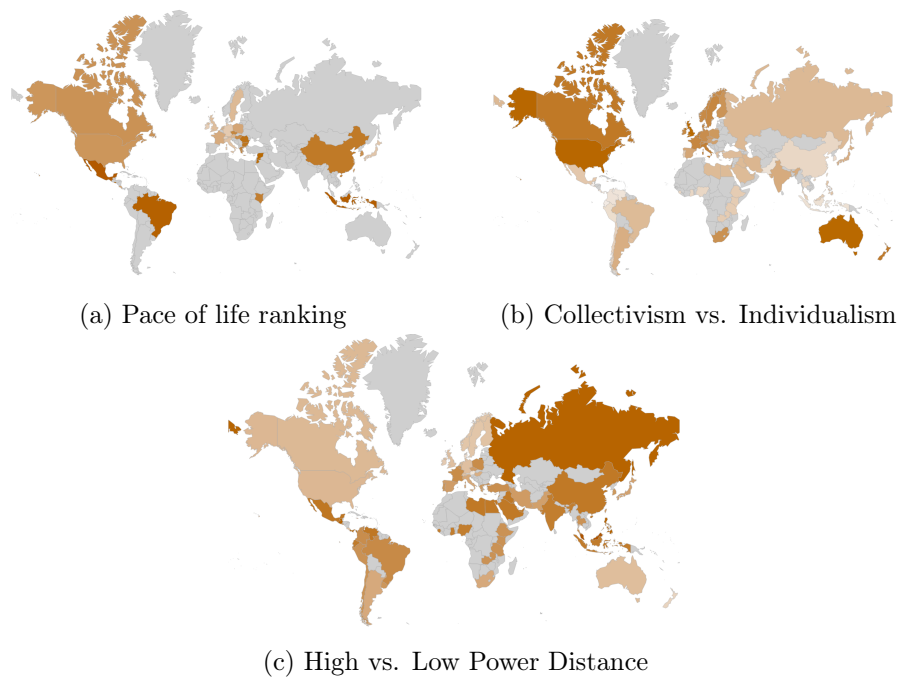 (a) Pace of life ranking
(b) Collectivism vs. Individualism
(c) High vs. Low Power Distance